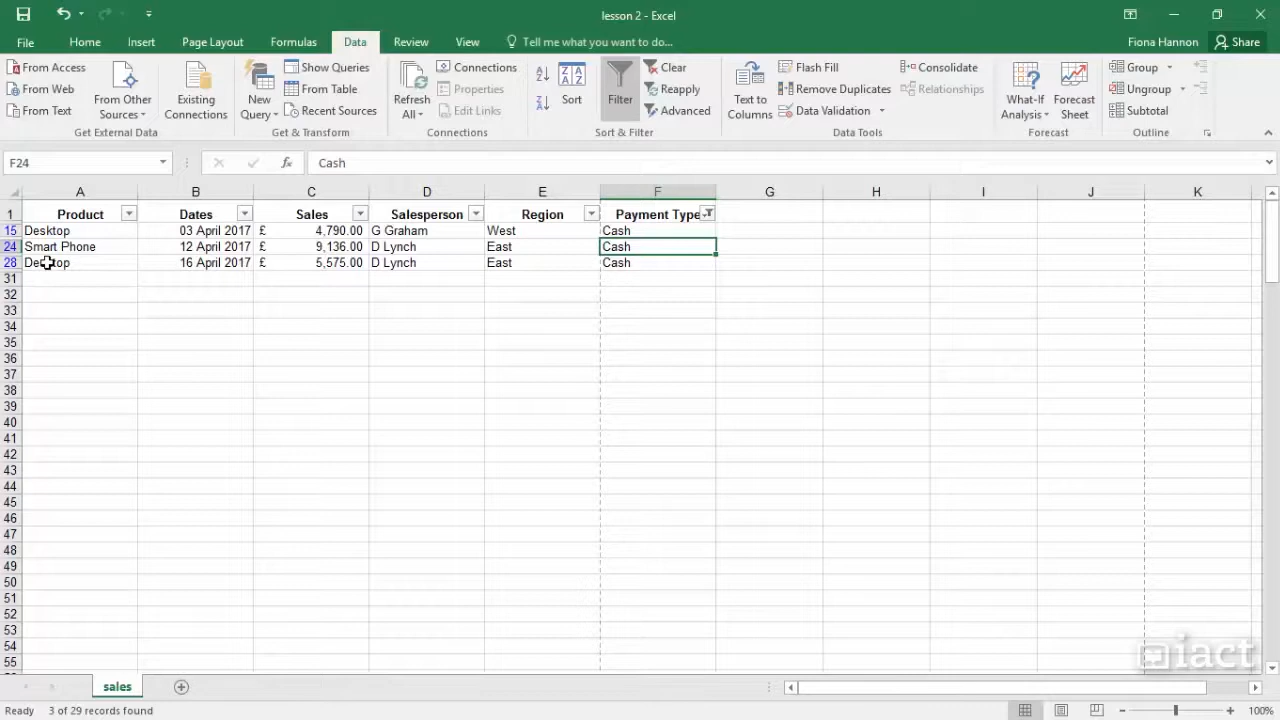 lesson 2 - Excel
File Home Insert Page Layout Formulas Data Review View Tell me what you want to do... Fiona Hannon Share
From Access
From Web
From Text
From Other Sources
Existing Connections
Get External Data
New Query
Show Queries
From Table
Recent Sources
Get & Transform
Refresh All
Connections
Properties
Edit Links
Connections
Sort
Filter
Clear
Reapply
Advanced
Sort & Filter
Text to Columns
Flash Fill
Remove Duplicates
Data Validation
Consolidate
Relationships
Data Tools
What-If Analysis
Forecast Sheet
Forecast
Group
Ungroup
Subtotal
Outline
F24 fx Cash
A B C D E F G H I J K
1 Product Dates Sales Salesperson Region Payment Type
15 Desktop 03 April 2017 £ 4,790.00 G Graham West Cash
24 Smart Phone 12 April 2017 £ 9,136.00 D Lynch East Cash
28 Desktop 16 April 2017 £ 5,575.00 D Lynch East Cash
31
32
33
34
35
36
37
38
39
40
41
42
43
44
45
46
47
48
49
50
51
52
53
54
55
iact
sales
Ready 3 of 29 records found 100%